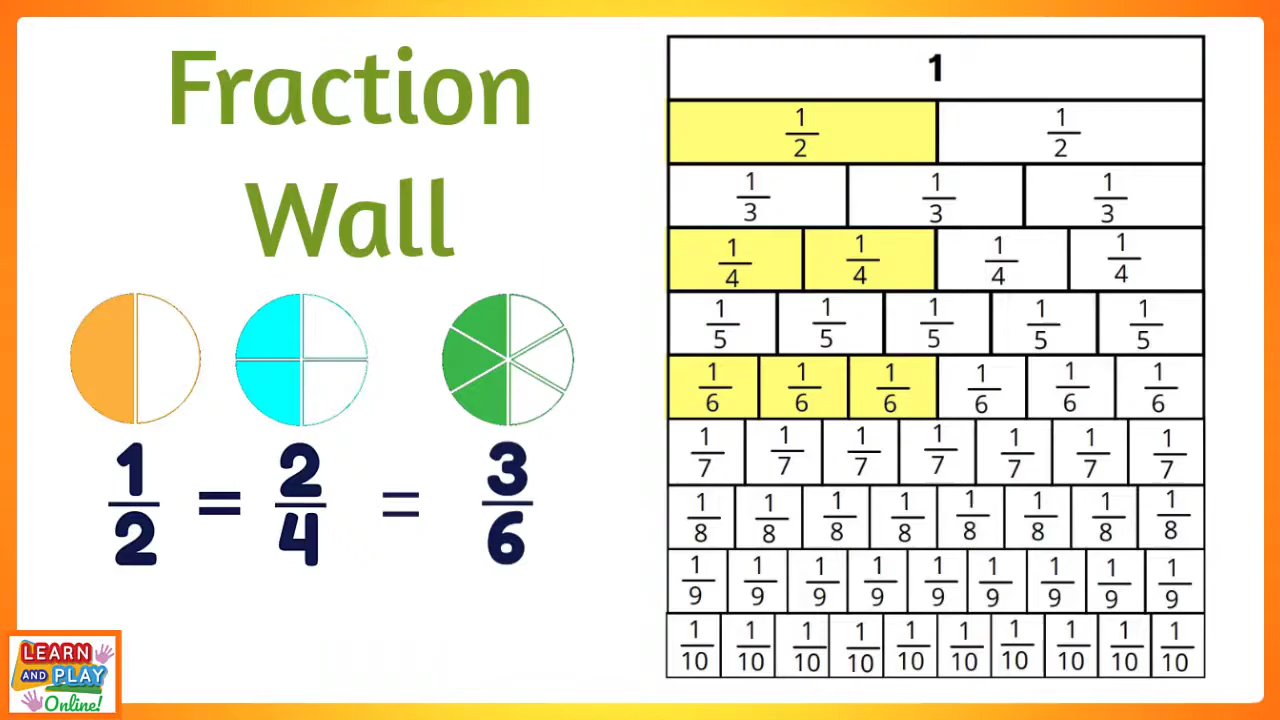 Fraction
Wall
1/2 = 2/4 = 3/6
1
1/2 1/2
1/3 1/3 1/3
1/4 1/4 1/4 1/4
1/5 1/5 1/5 1/5 1/5
1/6 1/6 1/6 1/6 1/6 1/6
1/7 1/7 1/7 1/7 1/7 1/7 1/7
1/8 1/8 1/8 1/8 1/8 1/8 1/8 1/8
1/9 1/9 1/9 1/9 1/9 1/9 1/9 1/9 1/9
1/10 1/10 1/10 1/10 1/10 1/10 1/10 1/10 1/10 1/10
LEARN
AND PLAY
Online!